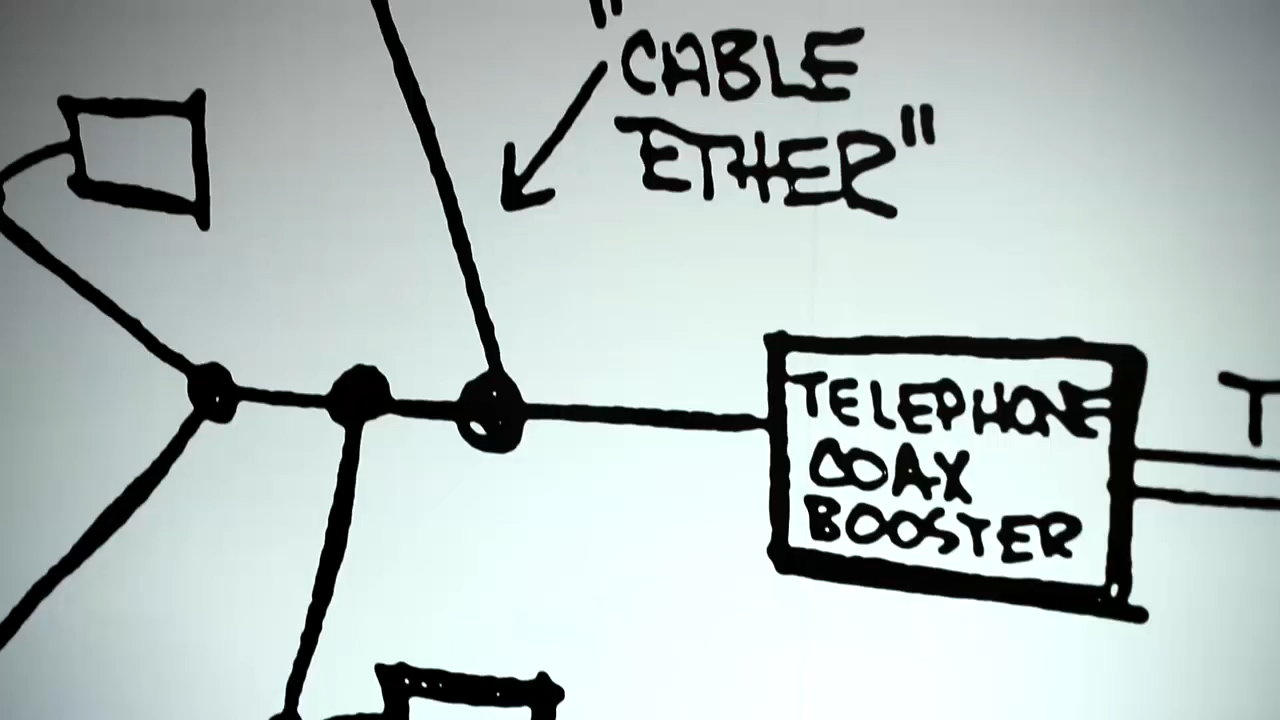 "CABLE
ETHER"
TELEPHONE
COAX
BOOSTER
T